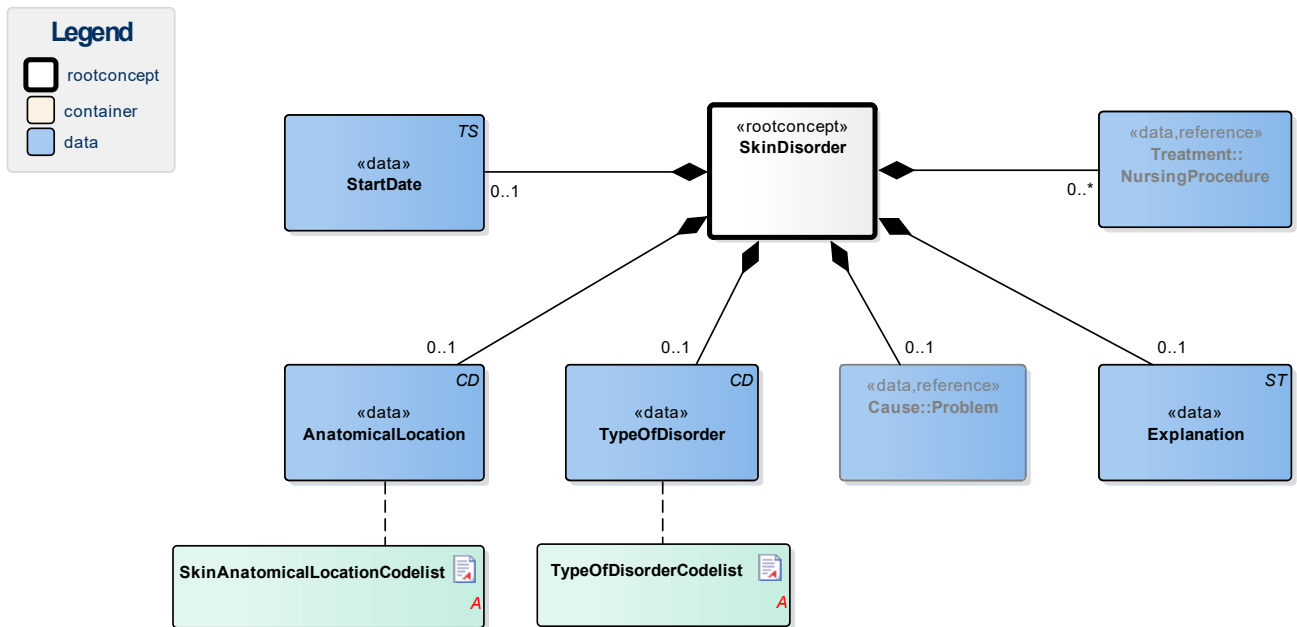 Legend
rootconcept
container
data
TS
«data»
StartDate
0..1
«rootconcept»
SkinDisorder
«data,reference»
Treatment::
NursingProcedure
0..*
0..1
0..1
0..1
0..1
CD
«data»
AnatomicalLocation
CD
«data»
TypeOfDisorder
«data,reference»
Cause::Problem
ST
«data»
Explanation
SkinAnatomicalLocationCodelist
A
TypeOfDisorderCodelist
A